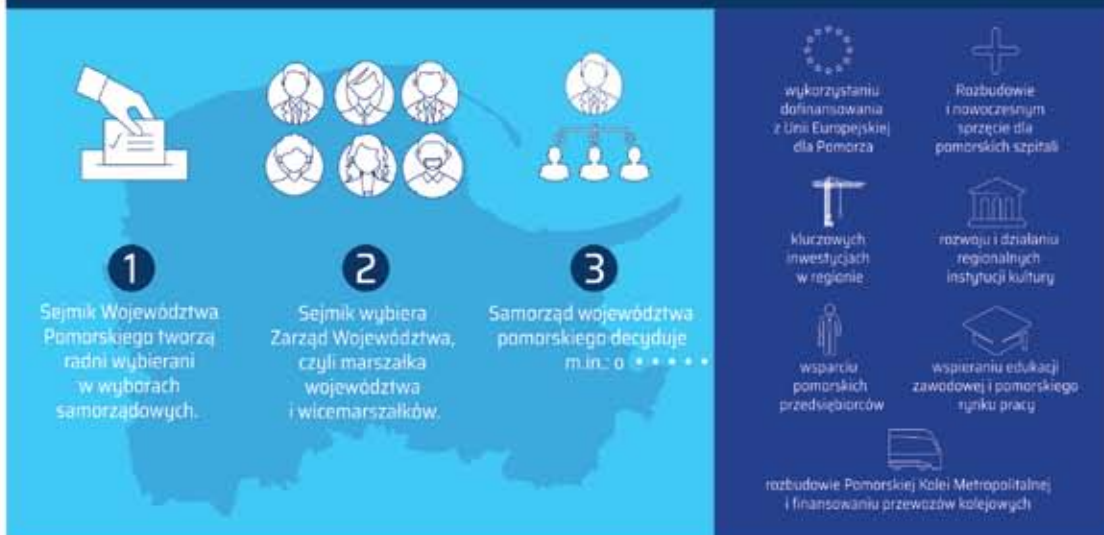 1
Sejmik Województwa
Pomorskiego tworzą
radni wybierani
w wyborach
samorządowych.
2
Sejmik wybiera
Zarząd Województwa,
czyli marszałka
województwa
i wicemarszałków.
3
Samorząd województwa
pomorskiego decyduje
m.in.: o
wykorzystaniu
dofinansowania
z Unii Europejskiej
dla Pomorza
Rozbudowie
i nowoczesnym
sprzęcie dla
pomorskich szpitali
kluczowych
inwestycjach
w regionie
rozwoju i działaniu
regionalnych
instytucji kultury
wsparciu
pomorskich
przedsiębiorców
wspieraniu edukacji
zawodowej i pomorskiego
rynku pracy
rozbudowie Pomorskiej Kolei Metropolitalnej
i finansowaniu przewozów kolejowych